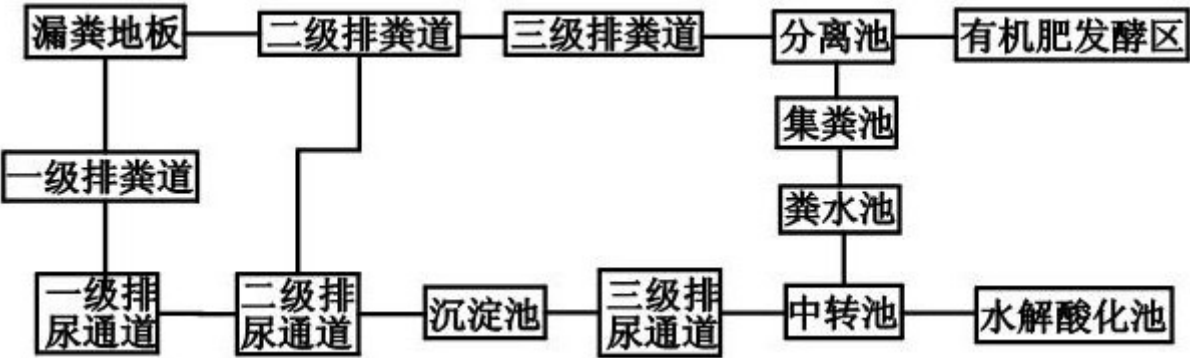 漏粪地板
二级排粪道
三级排粪道
分离池
有机肥发酵区
集粪池
一级排粪道
粪水池
一级排
尿通道
二级排
尿通道
沉淀池
三级排
尿通道
中转池
水解酸化池